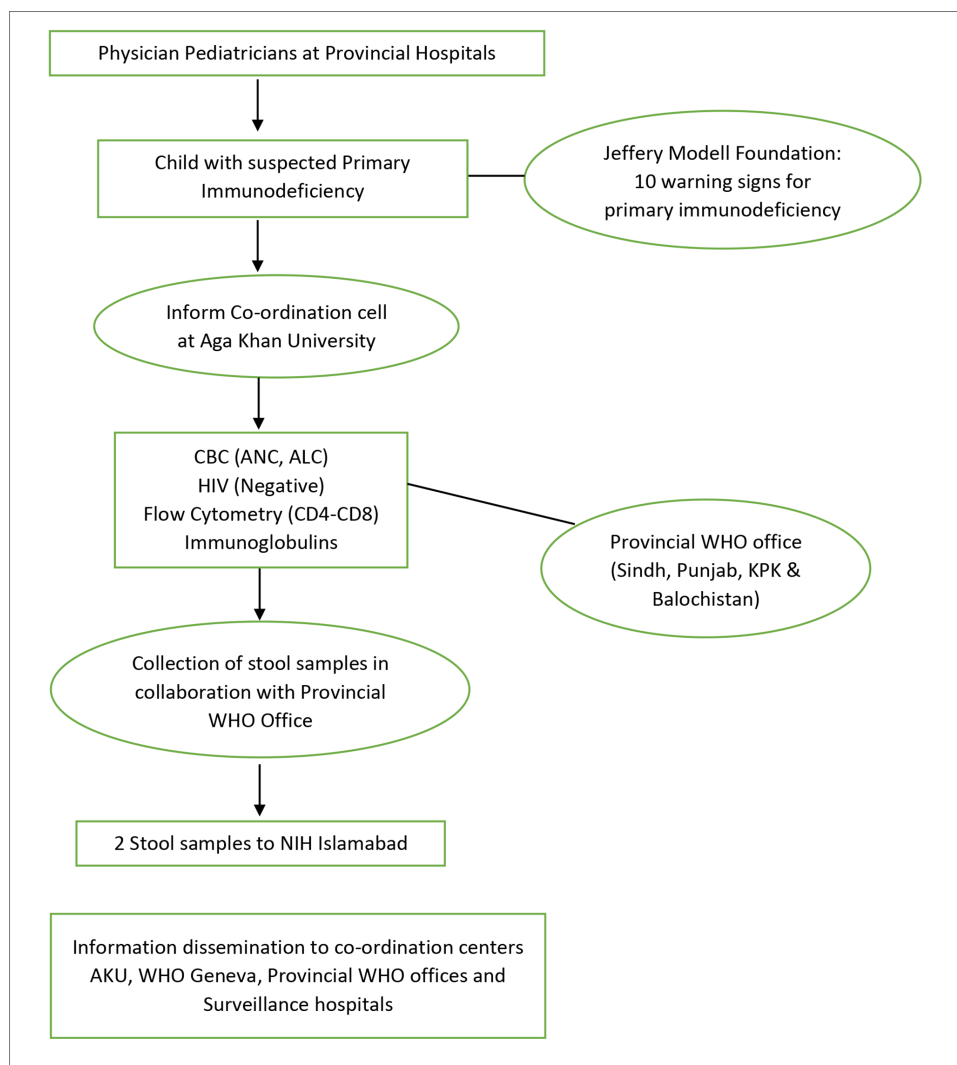 Physician Pediatricians at Provincial Hospitals
Child with suspected Primary
Immunodeficiency
Jeffery Modell Foundation:
10 warning signs for
primary immunodeficiency
Inform Co-ordination cell
at Aga Khan University
CBC (ANC, ALC)
HIV (Negative)
Flow Cytometry (CD4-CD8)
Immunoglobulins
Provincial WHO office
(Sindh, Punjab, KPK &
Balochistan)
Collection of stool samples in
collaboration with Provincial
WHO Office
2 Stool samples to NIH Islamabad
Information dissemination to co-ordination centers
AKU, WHO Geneva, Provincial WHO offices and
Surveillance hospitals